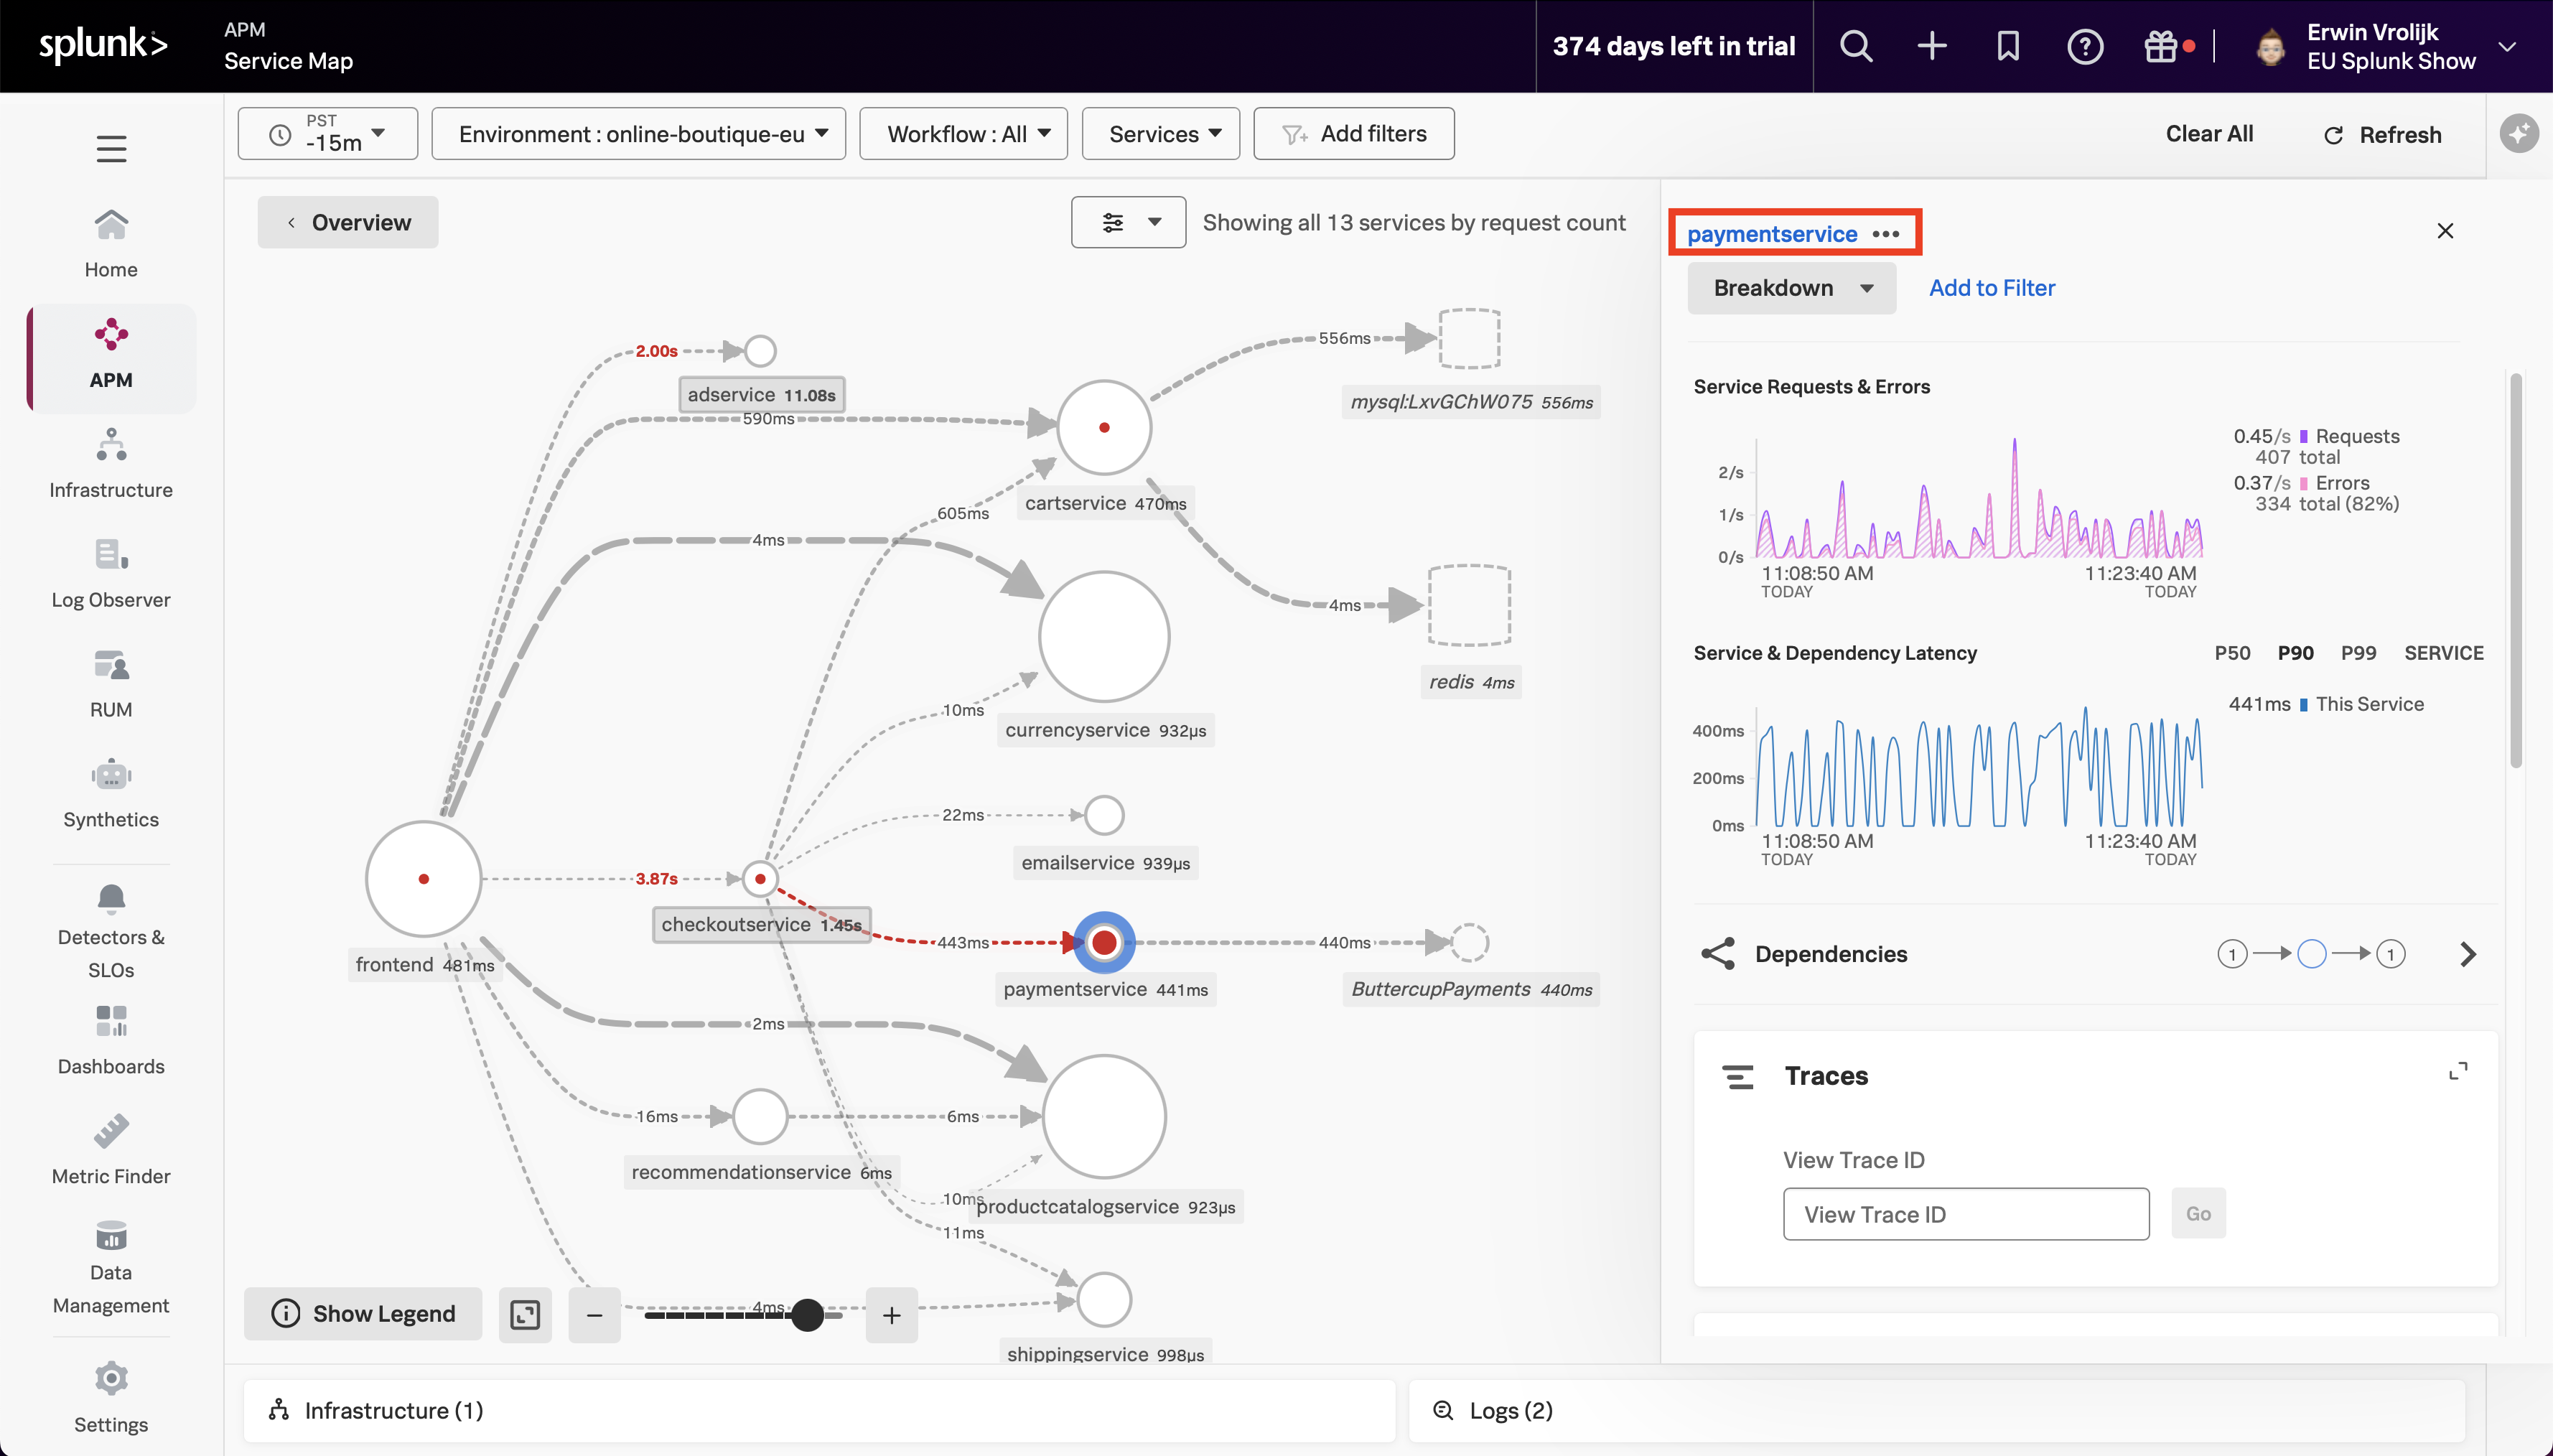 splunk>
APM
Service Map
374 days left in trial
Erwin Vrolijk
EU Splunk Show
PST
-15m
Environment : online-boutique-eu
Workflow : All
Services
Add filters
Clear All
Refresh
Home
APM
Infrastructure
Log Observer
RUM
Synthetics
Detectors &
SLOs
Dashboards
Metric Finder
Data
Management
Settings
Overview
Showing all 13 services by request count
2.00s
adservice 11.08s
590ms
556ms
mysql:LxvGChW075 556ms
cartservice 470ms
605ms
4ms
4ms
redis 4ms
10ms
currencyservice 932µs
22ms
emailservice 939µs
3.87s
checkoutservice 1.45s
frontend 481ms
443ms
440ms
paymentservice 441ms
ButtercupPayments 440ms
2ms
16ms
6ms
recommendationservice 6ms
10ms
productcatalogservice 923µs
11ms
4ms
shippingservice 998µs
Show Legend
− +
paymentservice •••
Breakdown
Add to Filter
Service Requests & Errors
2/s
1/s
0/s
11:08:50 AM
TODAY
11:23:40 AM
TODAY
0.45/s Requests
407 total
0.37/s Errors
334 total (82%)
Service & Dependency Latency
P50 P90 P99 SERVICE
400ms
200ms
0ms
11:08:50 AM
TODAY
11:23:40 AM
TODAY
441ms This Service
Dependencies
1 1
Traces
View Trace ID
View Trace ID
Go
Infrastructure (1)
Logs (2)